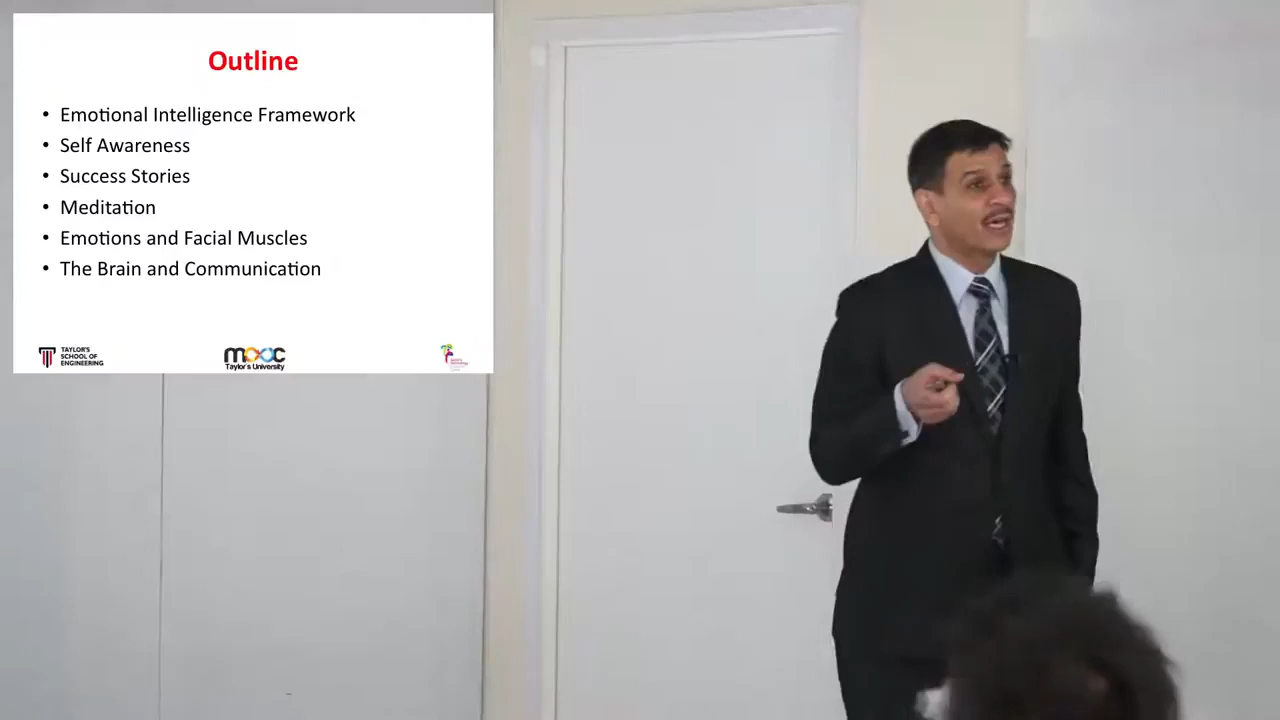 Outline
• Emotional Intelligence Framework
• Self Awareness
• Success Stories
• Meditation
• Emotions and Facial Muscles
• The Brain and Communication
TAYLOR'S
SCHOOL OF
ENGINEERING
mooc
Taylor's University